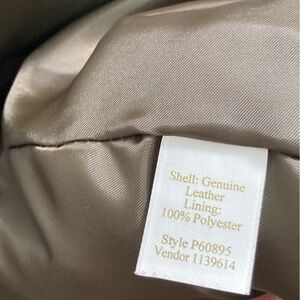 Shell: Genuine
Leather
Lining:
100% Polyester
Style P60895
Vendor 1139614